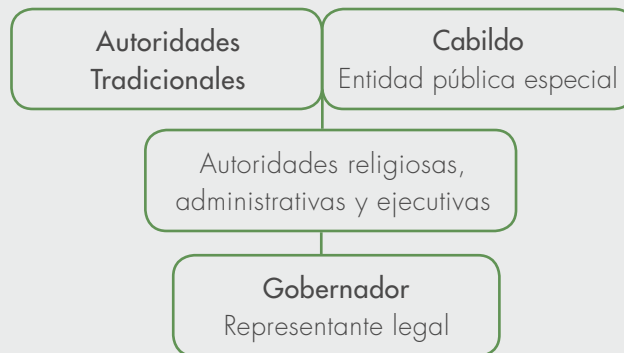 Autoridades
Tradicionales
Cabildo
Entidad pública especial
Autoridades religiosas,
administrativas y ejecutivas
Gobernador
Representante legal